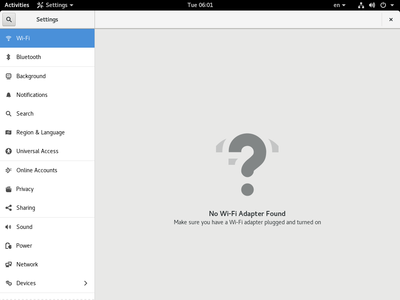 Activities Settings Tue 06:01 en
Settings
Wi-Fi
Bluetooth
Background
Notifications
Search
Region & Language
Universal Access
Online Accounts
Privacy
Sharing
Sound
Power
Network
Devices
No Wi-Fi Adapter Found
Make sure you have a Wi-Fi adapter plugged and turned on